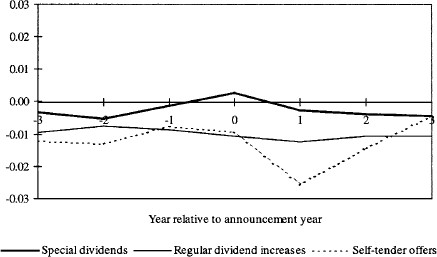 0.03
0.02
0.01
0.00
-3 -2 -1 0 1 2 3
-0.01
-0.02
-0.03
Year relative to announcement year
Special dividends Regular dividend increases Self-tender offers